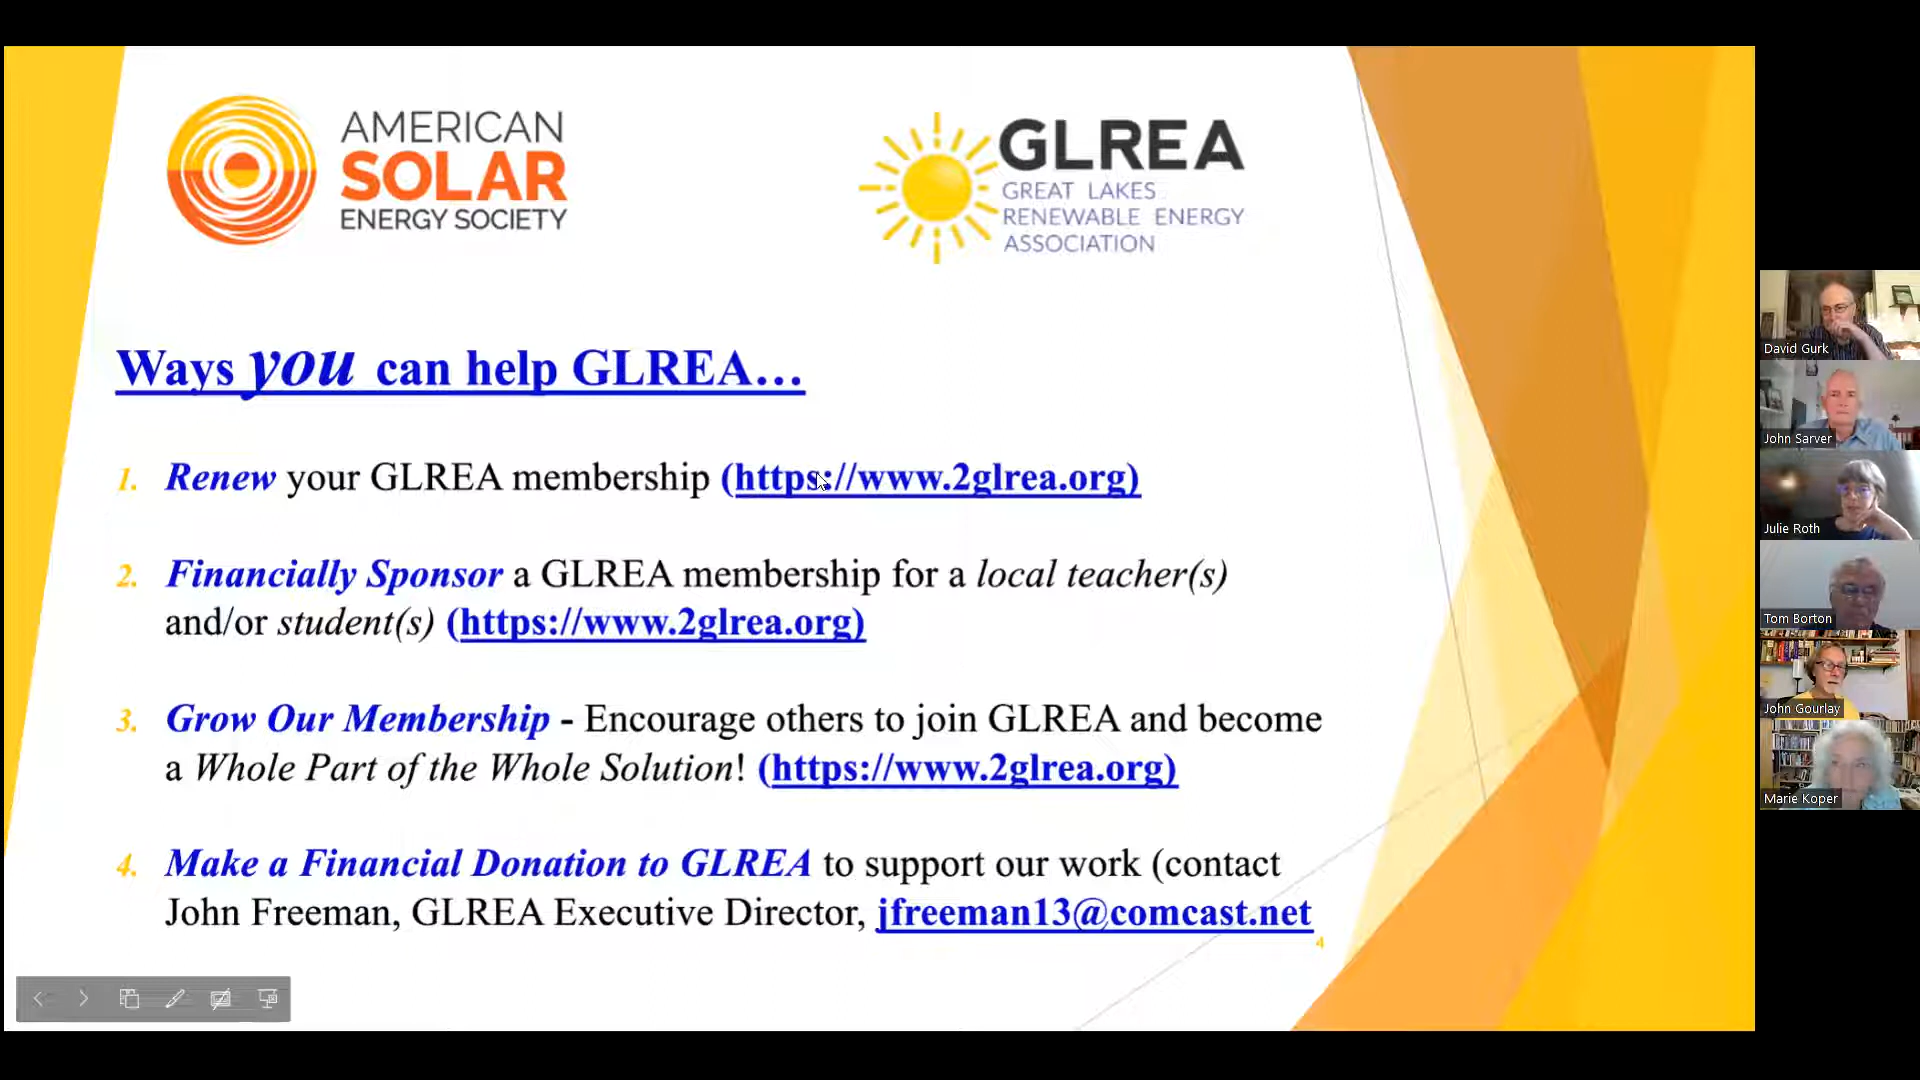 AMERICAN
SOLAR
ENERGY SOCIETY
GLREA
GREAT LAKES
RENEWABLE ENERGY
ASSOCIATION
Ways you can help GLREA…
1. Renew your GLREA membership (https://www.2glrea.org)
2. Financially Sponsor a GLREA membership for a local teacher(s)
and/or student(s) (https://www.2glrea.org)
3. Grow Our Membership - Encourage others to join GLREA and become
a Whole Part of the Whole Solution! (https://www.2glrea.org)
4. Make a Financial Donation to GLREA to support our work (contact
John Freeman, GLREA Executive Director, jfreeman13@comcast.net
4
David Gurk
John Sarver
Julie Roth
Tom Borton
John Gourlay
Marie Koper